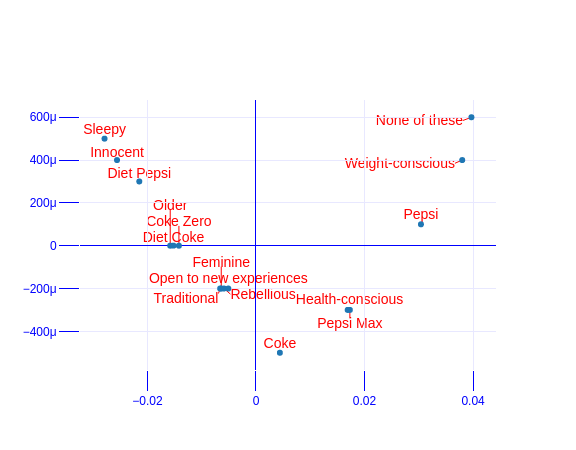 600μ
None of these
Sleepy
400μ
Innocent
Weight-conscious
Diet Pepsi
200μ
Older
Pepsi
Coke Zero
Diet Coke
0
Feminine
Open to new experiences
−200μ
Traditional
Rebellious
Health-conscious
Pepsi Max
−400μ
Coke
−0.02
0
0.02
0.04